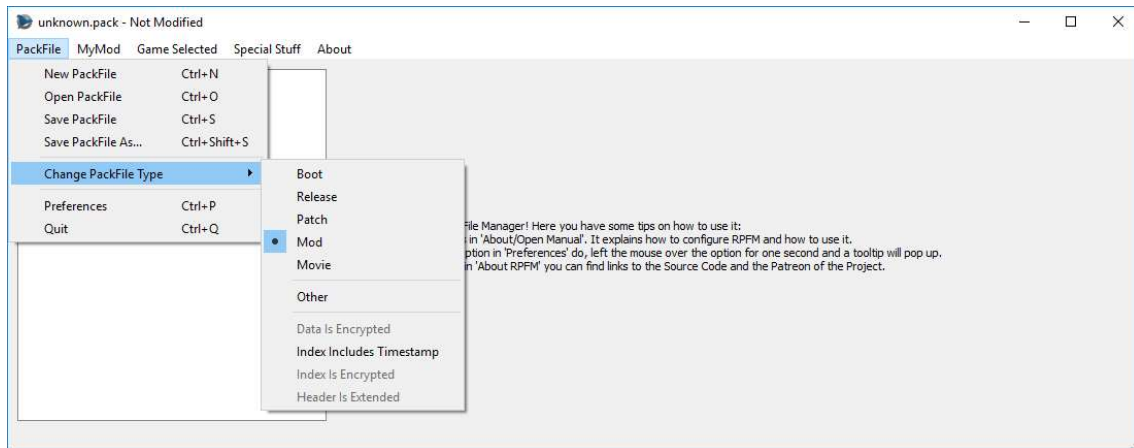 unknown.pack - Not Modified
PackFile MyMod Game Selected Special Stuff About
New PackFile Ctrl+N
Open PackFile Ctrl+O
Save PackFile Ctrl+S
Save PackFile As... Ctrl+Shift+S
Change PackFile Type
Preferences Ctrl+P
Quit Ctrl+Q
Boot
Release
Patch
Mod
Movie
Other
Data Is Encrypted
Index Includes Timestamp
Index Is Encrypted
Header Is Extended
File Manager! Here you have some tips on how to use it:
in 'About/Open Manual'. It explains how to configure RPFM and how to use it.
ption in 'Preferences' do, left the mouse over the option for one second and a tooltip will pop up.
in 'About RPFM' you can find links to the Source Code and the Patreon of the Project.